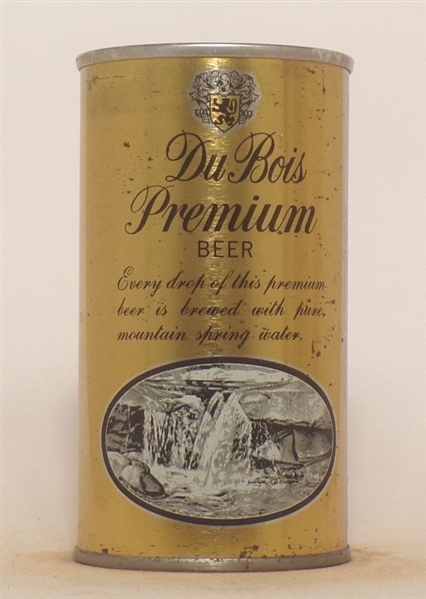 Du Bois
Premium
BEER
Every drop of this premium
beer is brewed with pure,
mountain spring water.